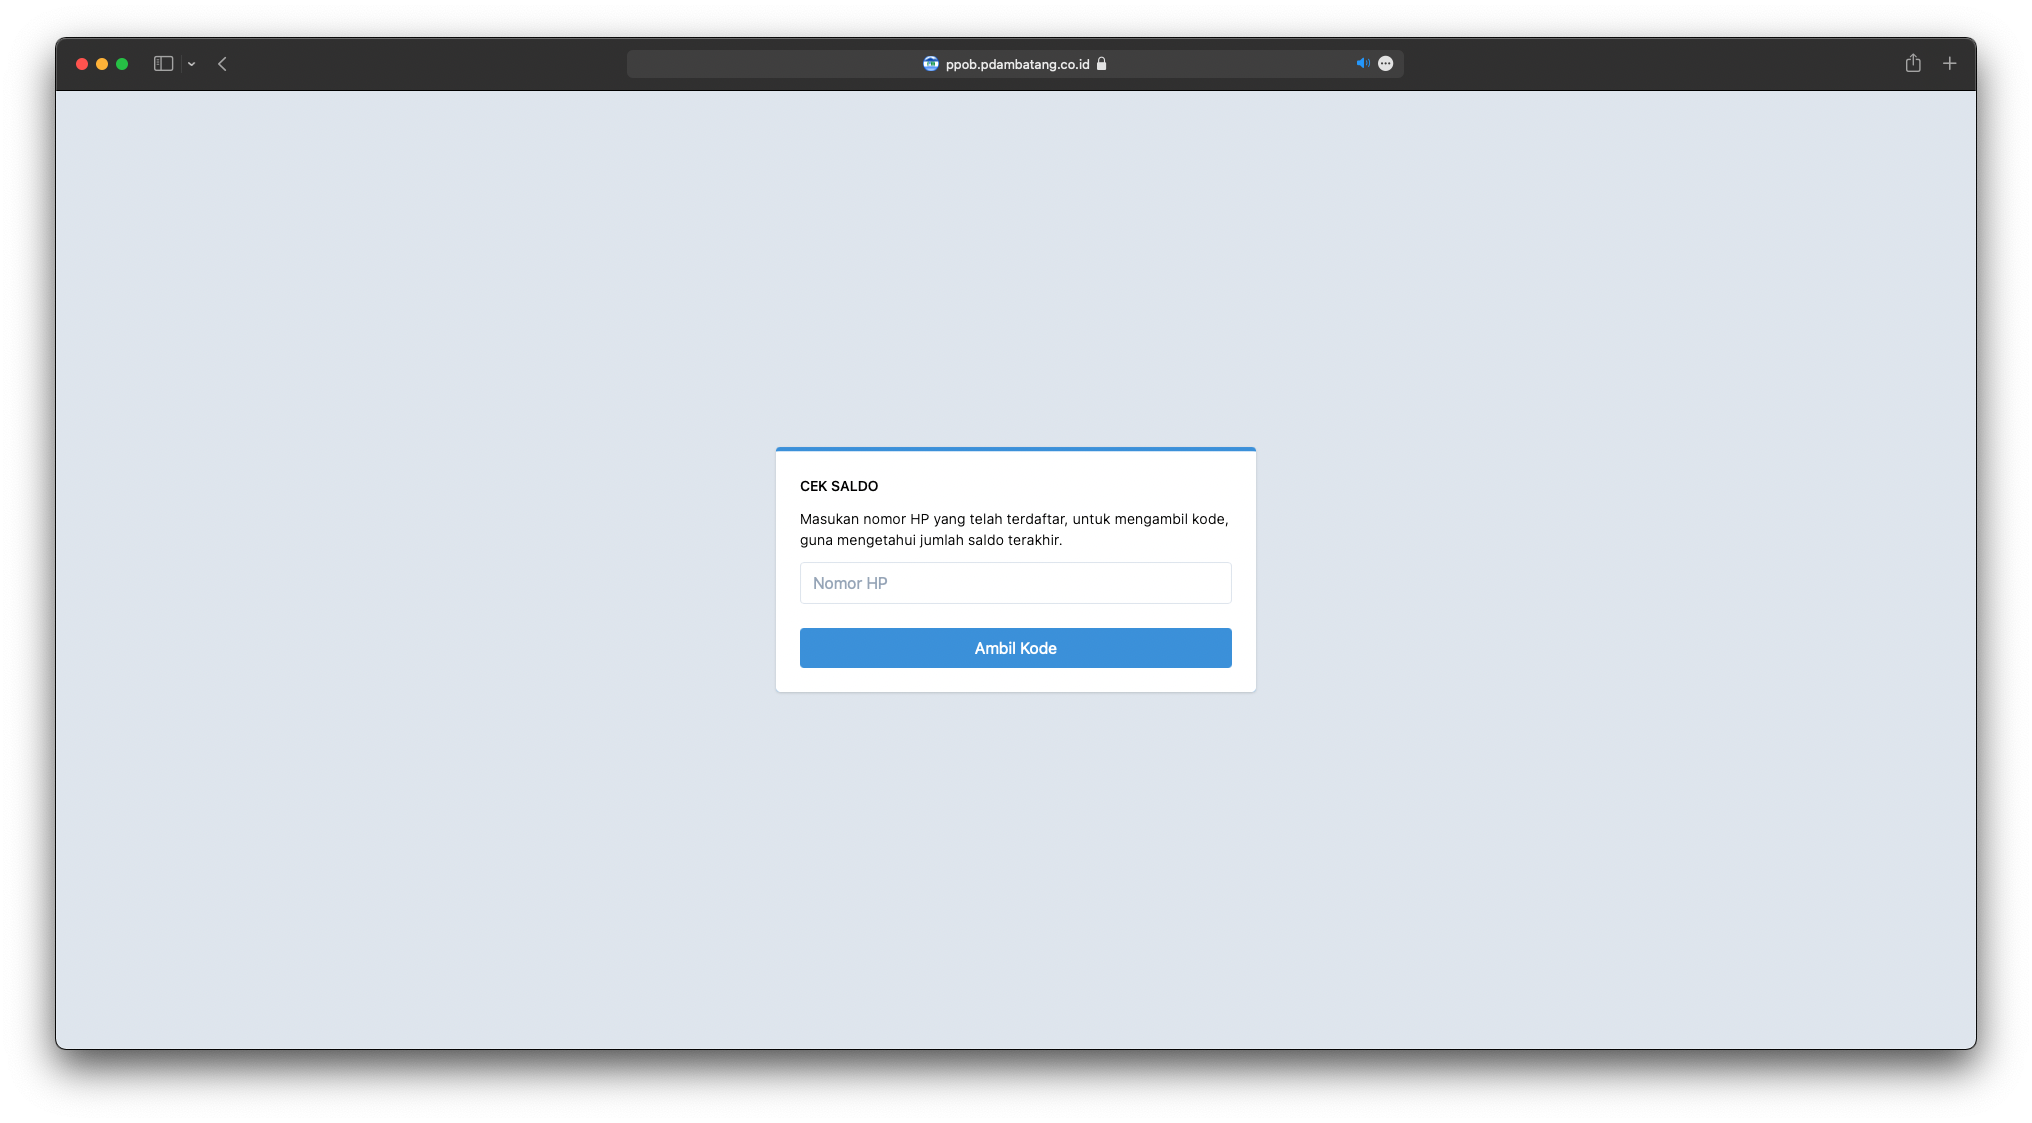 ppob.pdambatang.co.id
CEK SALDO
Masukan nomor HP yang telah terdaftar, untuk mengambil kode,
guna mengetahui jumlah saldo terakhir.
Nomor HP
Ambil Kode